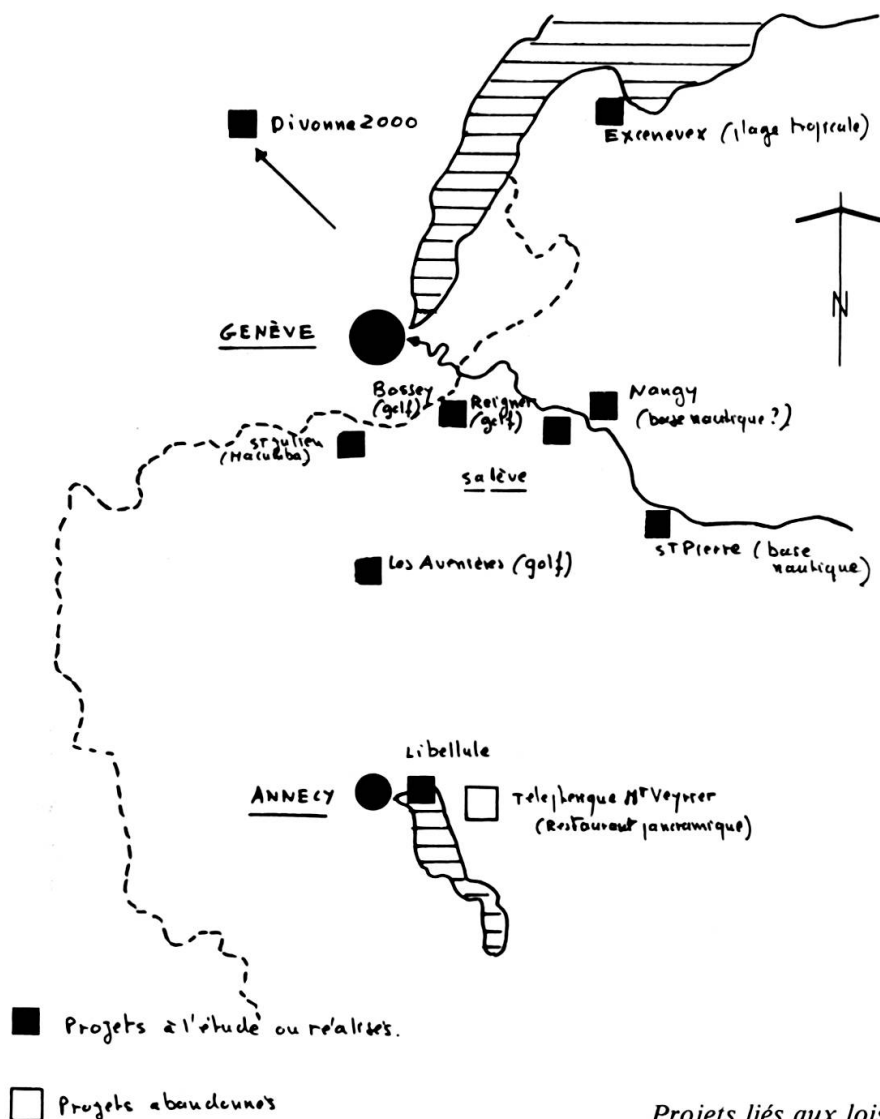 Divonne 2000
Excenevex (plage tropicale)
GENÈVE
N
Bossey
(golf)
Reignier
(golf)
Nangy
(base nautique ?)
St Julien
(Macumba)
Salève
ST Pierre (base
nautique)
Les Avenières (golf)
Libellule
ANNECY
Telepherique Mt Veyrier
(Restaurant panoramique)
Projets à l'étude ou réalisés.
Projets abandonnés
Projets liés aux lois